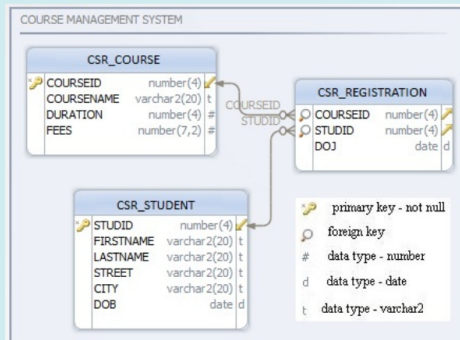 COURSE MANAGEMENT SYSTEM
CSR_COURSE
COURSEID number(4)
COURSENAME varchar2(20) t
DURATION number(4) #
FEES number(7,2) #
COURSEID
STUDID
CSR_REGISTRATION
COURSEID number(4)
STUDID number(4)
DOJ date d
CSR_STUDENT
STUDID number(4)
FIRSTNAME varchar2(20) t
LASTNAME varchar2(20) t
STREET varchar2(20) t
CITY varchar2(20) t
DOB date d
primary key - not null
foreign key
# data type - number
d data type - date
t data type - varchar2